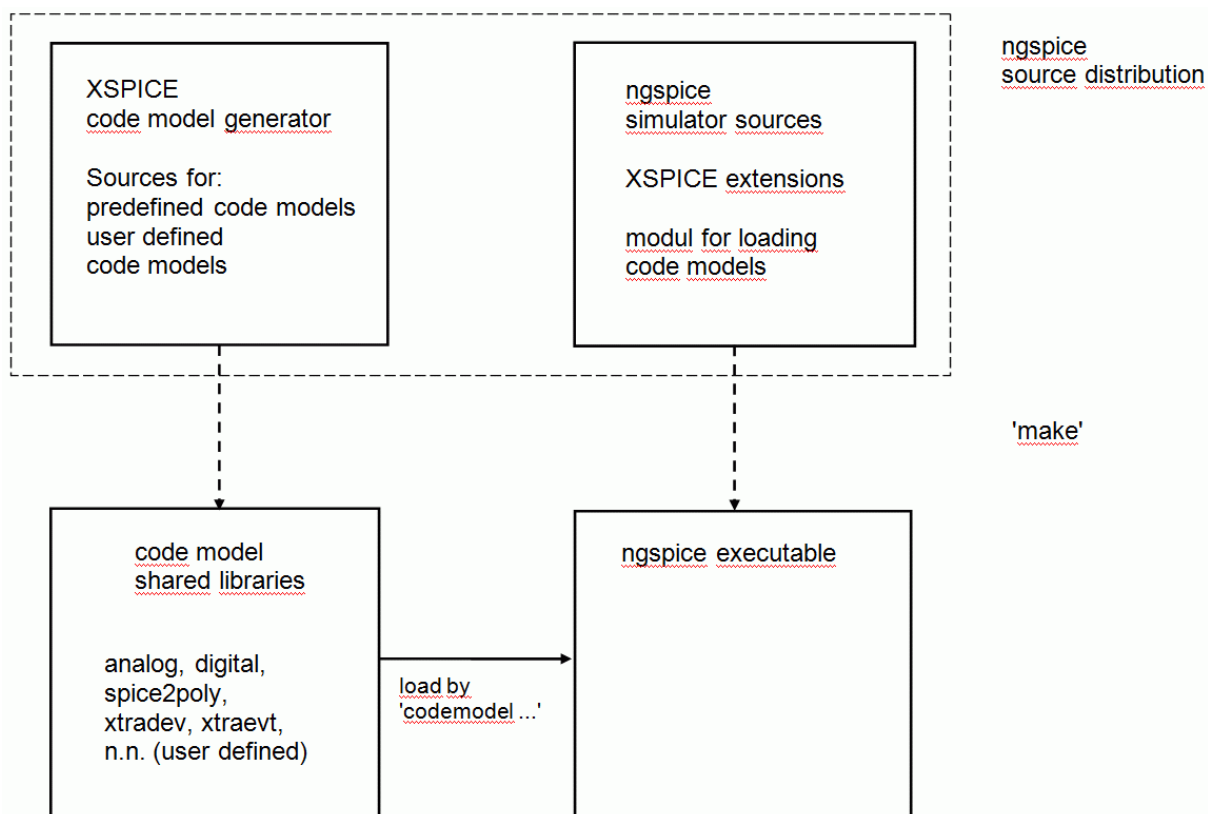 XSPICE
code model generator
Sources for:
predefined code models
user defined
code models
ngspice
simulator sources
XSPICE extensions
modul for loading
code models
ngspice
source distribution
'make'
code model
shared libraries
analog, digital,
spice2poly,
xtradev, xtraevt,
n.n. (user defined)
load by
'codemodel ...'
ngspice executable